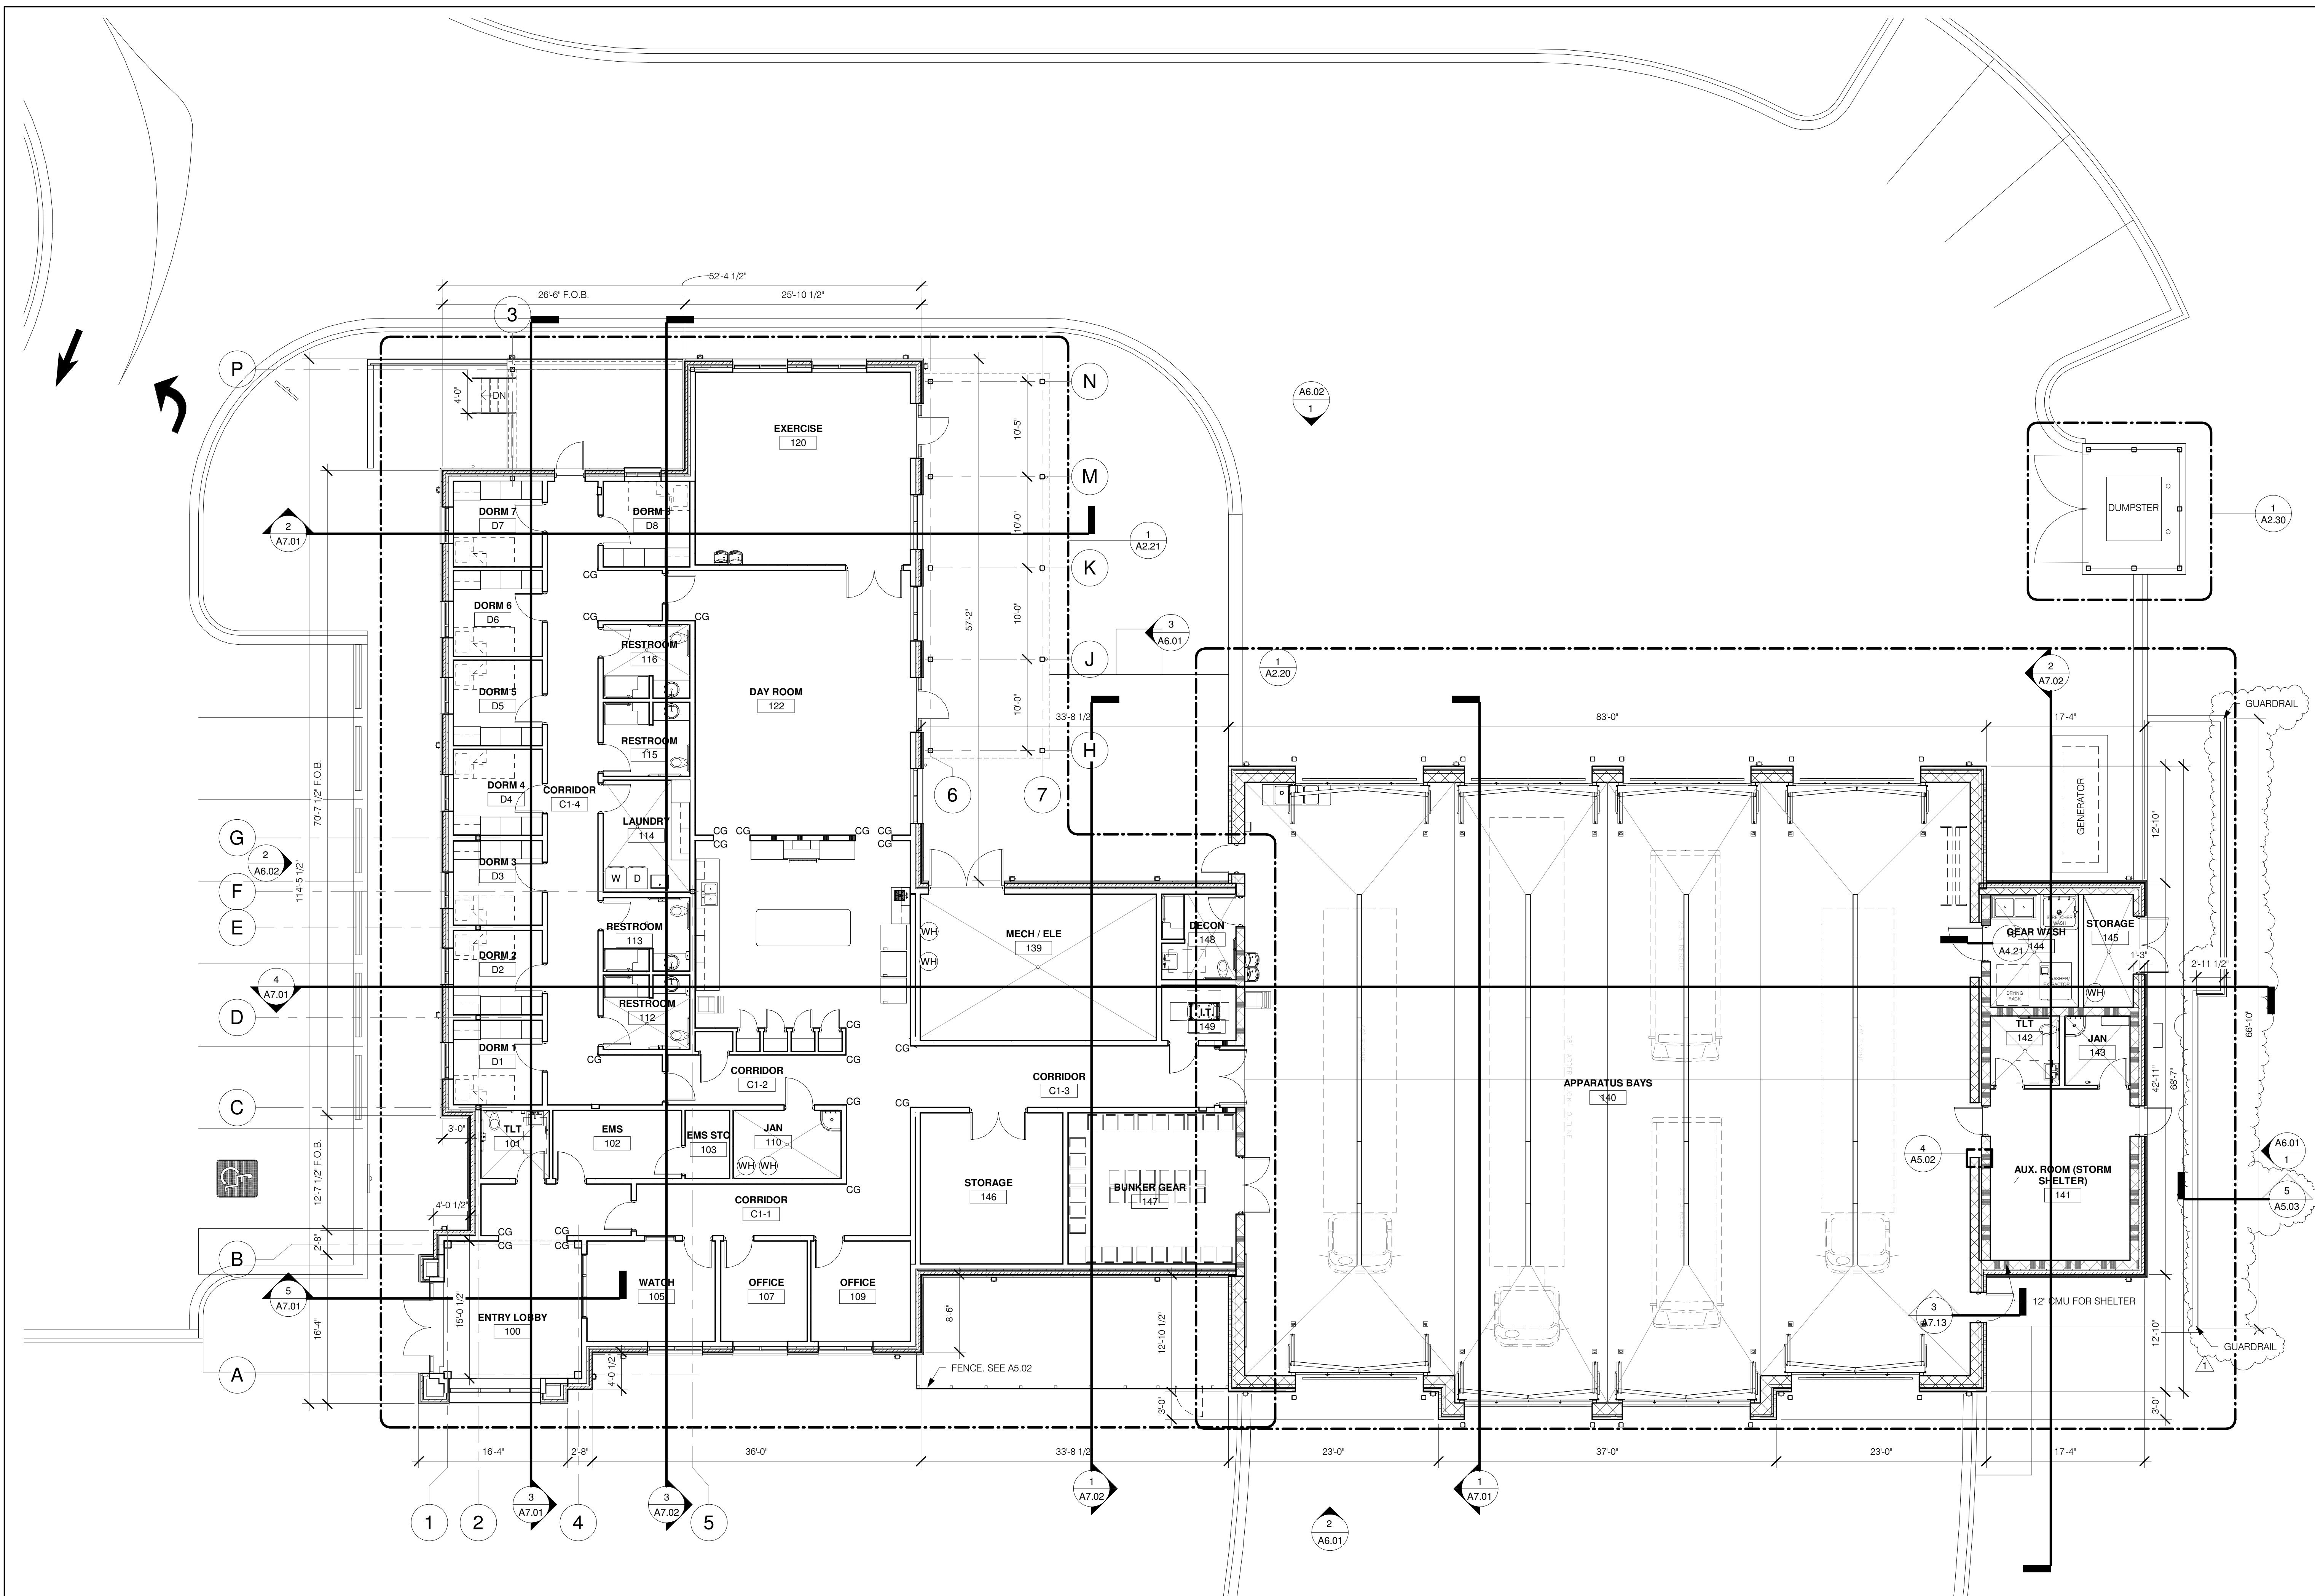 52'-4 1/2"
26'-6" F.O.B.
25'-10 1/2"
3
P
N
A6.02
1
4'-0"
DN
EXERCISE
120
10'-5"
M
DUMPSTER
1
A2.30
DORM 7
D7
D8
2
A7.01
10'-0"
1
A2.21
CG
K
DORM 6
D6
CG
CG
57'-2"
10'-0"
3
A6.01
RESTROOM
116
J
1
A2.20
2
A7.02
DORM 5
D5
DAY ROOM
122
GUARDRAIL
T
T
10'-0"
33'-8 1/2"
83'-0"
17'-4"
RESTROOM
115
H
70'-7 1/2" F.O.B.
DORM 4
D4
CORRIDOR
C1-4
6
7
GENERATOR
LAUNDRY
114
CG
CG
CG
CG
CG
CG
12'-10"
G
2
A6.02
114'-5 1/2"
DORM 3
D3
W
D
F
E
RESTROOM
113
WH
WH
MECH / ELE
139
DECON
148
GEAR WASH
144
A4.21
STORAGE
145
DORM 2
D2
T
T
1'-3"
2'-11 1/2"
4
A7.01
WASHER/
EXTRACTOR
DRYING
RACK
WH
RESTROOM
112
I.T.
149
D
CG
66'-10"
TLT
142
JAN
143
DORM 1
D1
CG
CG
CG
CORRIDOR
C1-2
CORRIDOR
C1-3
APPARATUS BAYS
140
42'-11"
68'-7"
C
CG
CG
3'-0"
TLT
101
EMS
102
EMS STO
103
JAN
110
WH
WH
4
A5.02
A6.01
1
12'-7 1/2" F.O.B.
CG
STORAGE
146
BUNKER GEAR
147
AUX. ROOM (STORM
SHELTER)
141
5
A5.03
4'-0 1/2"
CORRIDOR
C1-1
2'-8"
CG
CG
CG
CG
B
5
A7.01
WATCH
105
OFFICE
107
OFFICE
109
12" CMU FOR SHELTER
3
A7.13
16'-4"
15'-0 1/2"
ENTRY LOBBY
100
8'-6"
12'-10 1/2"
12'-10"
GUARDRAIL
1
A
4'-0 1/2"
FENCE. SEE A5.02
3'-0"
3'-0"
16'-4"
2'-8"
36'-0"
33'-8 1/2"
23'-0"
37'-0"
23'-0"
17'-4"
3
A7.01
3
A7.02
1
A7.02
1
A7.01
1
2
4
5
2
A6.01